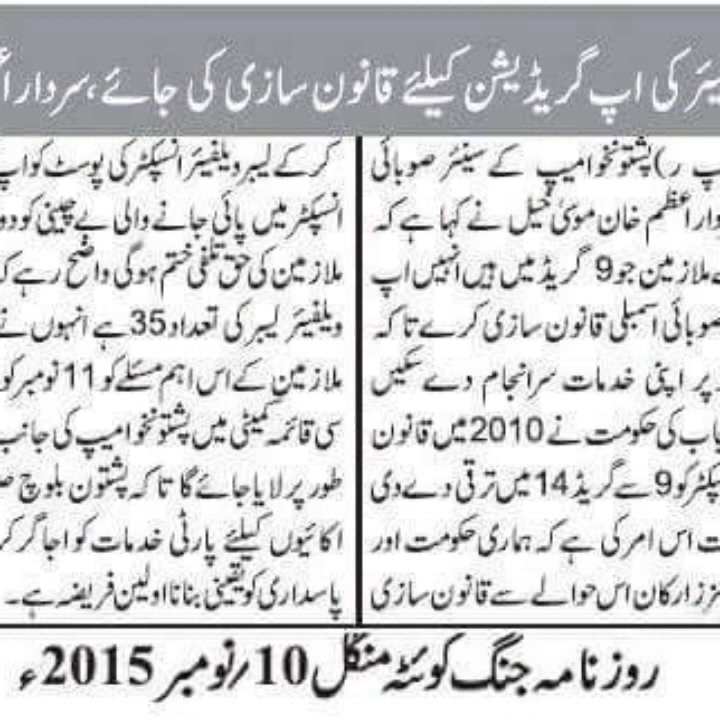 کی اپ گریڈیشن کیلئے قانون سازی کی جائے، سردار
پشتونخوامیپ کے سینئر صوبائی
اعظم خان موسیٰ خیل نے کہا ہے کہ
ملازمین جو 9 گریڈ میں ہیں انہیں اپ
صوبائی اسمبلی قانون سازی کرے تاکہ
پر اپنی خدمات سرانجام دے سکیں
کی حکومت نے 2010 میں قانون
کو 9 سے گریڈ 14 میں ترقی دے دی
اس امر کی ہے کہ ہماری حکومت اور
ارکان اس حوالے سے قانون سازی
کر کے لیبر ویلفیئر انسپکٹر کی پوسٹ کو اپ
انسپکٹر میں پائی جانے والی بے چینی کو
ملازمین کی حق تلفی ختم ہوگی واضح رہے
ویلفیئر لیبر کی تعداد 35 ہے انہوں نے
ملازمین کے اس اہم مسئلے کو 11 نومبر کو
سی قائمہ کمیٹی میں پشتونخوامیپ کی جانب
طور پر لایا جائے گا تاکہ پشتون بلوچ
اکائیوں کیلئے پارٹی خدمات کو اجاگر
پاسداری کو یقینی بنانا اولین فریضہ ہے۔
روزنامہ جنگ کوئٹہ منگل 10/نومبر 2015ء